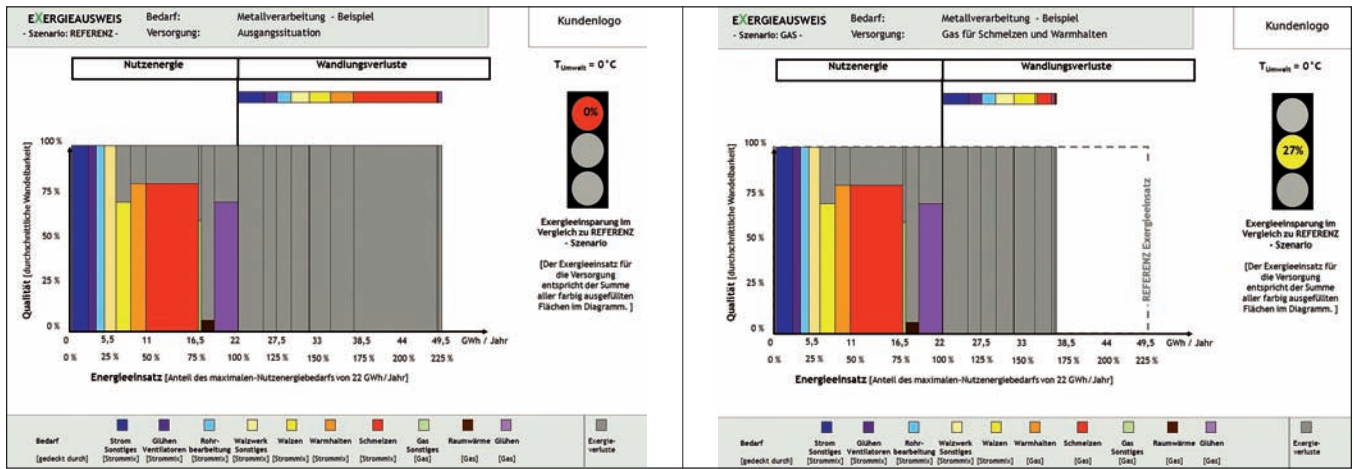 EXERGIEAUSWEIS
- Szenario: REFERENZ -
Bedarf: Metallverarbeitung - Beispiel
Versorgung: Ausgangssituation
Kundenlogo
Nutzenergie
Wandlungsverluste
T Umwelt = 0°C
0%
Exergieeinsparung im
Vergleich zu REFERENZ
- Szenario
[Der Exergieeinsatz für
die Versorgung
entspricht der Summe
aller farbig ausgefüllten
Flächen im Diagramm. ]
Qualität [durchschnittliche Wandelbarkeit]
100 %
75 %
50 %
25 %
0 %
0 5,5 11 16,5 22 27,5 33 38,5 44 49,5 GWh / Jahr
0 % 25 % 50 % 75 % 100 % 125 % 150 % 175 % 200 % 225 %
Energieeinsatz [Anteil des maximalen-Nutzenergiebedarfs von 22 GWh/Jahr]
Bedarf
[gedeckt durch]
Strom
Sonstiges
[Strommix]
Glühen
Ventilatoren
[Strommix]
Rohr-
bearbeitung
[Strommix]
Walzwerk
Sonstiges
[Strommix]
Walzen
[Strommix]
Warmhalten
[Strommix]
Schmelzen
[Strommix]
Gas
Sonstiges
[Gas]
Raumwärme
[Gas]
Glühen
[Gas]
Exergie-
verluste
EXERGIEAUSWEIS
- Szenario: GAS -
Bedarf: Metallverarbeitung - Beispiel
Versorgung: Gas für Schmelzen und Warmhalten
Kundenlogo
Nutzenergie
Wandlungsverluste
T Umwelt = 0°C
27%
Exergieeinsparung im
Vergleich zu REFERENZ
- Szenario
[Der Exergieeinsatz für
die Versorgung
entspricht der Summe
aller farbig ausgefüllten
Flächen im Diagramm. ]
Qualität [durchschnittliche Wandelbarkeit]
100 %
75 %
50 %
25 %
0 %
- REFERENZ Exergieeinsatz
0 5,5 11 16,5 22 27,5 33 38,5 44 49,5 GWh / Jahr
0 % 25 % 50 % 75 % 100 % 125 % 150 % 175 % 200 % 225 %
Energieeinsatz [Anteil des maximalen-Nutzenergiebedarfs von 22 GWh/Jahr]
Bedarf
[gedeckt durch]
Strom
Sonstiges
[Strommix]
Glühen
Ventilatoren
[Strommix]
Rohr-
bearbeitung
[Strommix]
Walzwerk
Sonstiges
[Strommix]
Walzen
[Strommix]
Warmhalten
[Gas]
Schmelzen
[Gas]
Gas
Sonstiges
[Gas]
Raumwärme
[Gas]
Glühen
[Gas]
Exergie-
verluste